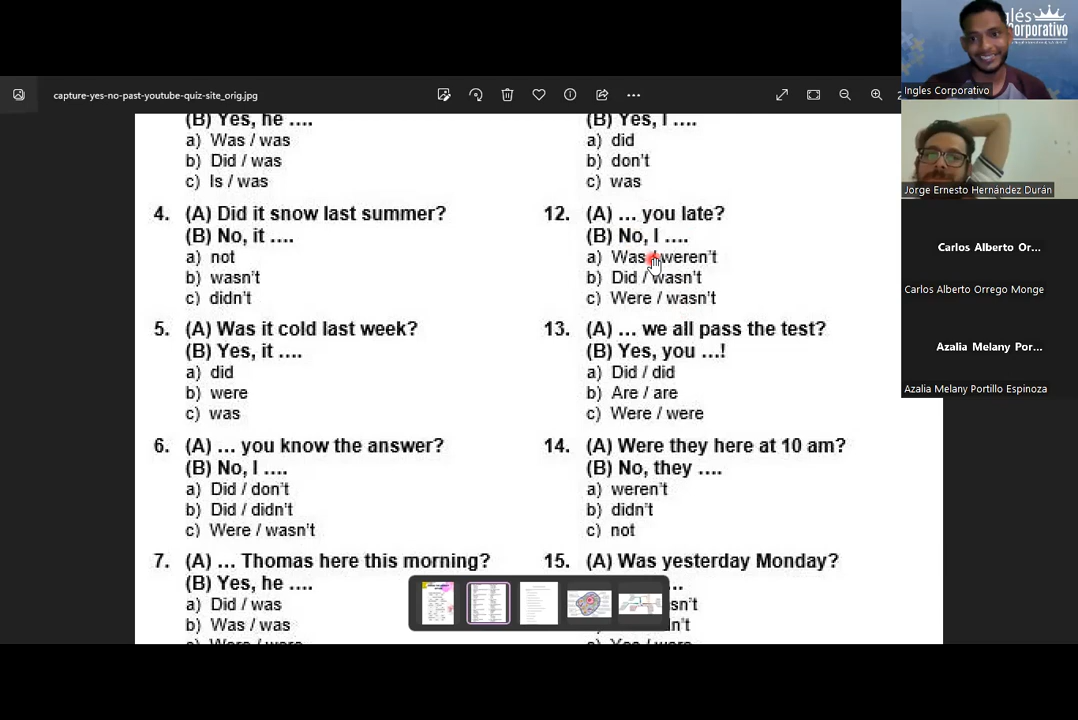 capture-yes-no-past-youtube-quiz-site_orig.jpg
(B) Yes, he ....
a) Was / was
b) Did / was
c) Is / was
4. (A) Did it snow last summer?
(B) No, it ....
a) not
b) wasn't
c) didn't
5. (A) Was it cold last week?
(B) Yes, it ....
a) did
b) were
c) was
6. (A) ... you know the answer?
(B) No, I ....
a) Did / don't
b) Did / didn't
c) Were / wasn't
7. (A) ... Thomas here this morning?
(B) Yes, he ....
a) Did / was
b) Was / was
(B) Yes, I ....
a) did
b) don't
c) was
12. (A) ... you late?
(B) No, I ....
a) Was / weren't
b) Did / wasn't
c) Were / wasn't
13. (A) ... we all pass the test?
(B) Yes, you ...!
a) Did / did
b) Are / are
c) Were / were
14. (A) Were they here at 10 am?
(B) No, they ....
a) weren't
b) didn't
c) not
15. (A) Was yesterday Monday?
glés
Corporativo
Ingles Corporativo
Jorge Ernesto Hernández Durán
Carlos Alberto Or...
Carlos Alberto Orrego Monge
Azalia Melany Por...
Azalia Melany Portillo Espinoza